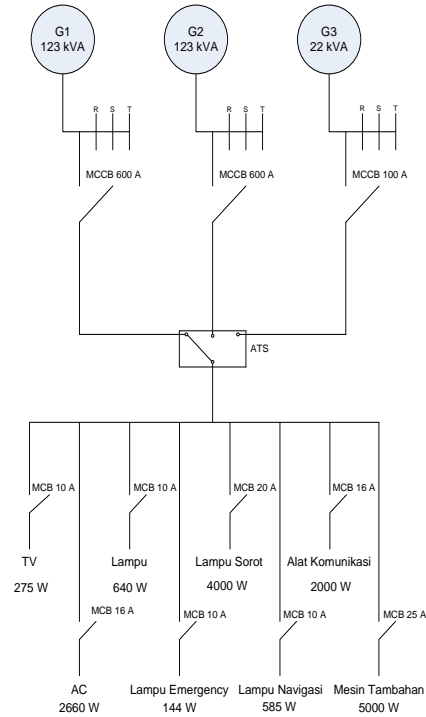 G1
123 kVA
G2
123 kVA
G3
22 kVA
R S T
R S T
R S T
MCCB 600 A
MCCB 600 A
MCCB 100 A
ATS
MCB 10 A
MCB 10 A
MCB 20 A
MCB 16 A
TV
275 W
Lampu
640 W
Lampu Sorot
4000 W
Alat Komunikasi
2000 W
MCB 16 A
MCB 10 A
MCB 10 A
MCB 25 A
AC
2660 W
Lampu Emergency
144 W
Lampu Navigasi
585 W
Mesin Tambahan
5000 W